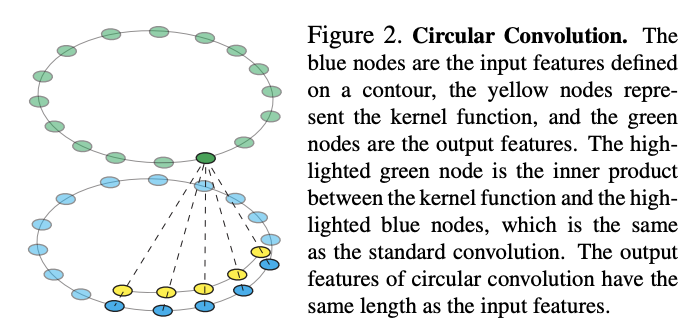 Figure 2. Circular Convolution. The
blue nodes are the input features defined
on a contour, the yellow nodes repre-
sent the kernel function, and the green
nodes are the output features. The high-
lighted green node is the inner product
between the kernel function and the high-
lighted blue nodes, which is the same
as the standard convolution. The output
features of circular convolution have the
same length as the input features.